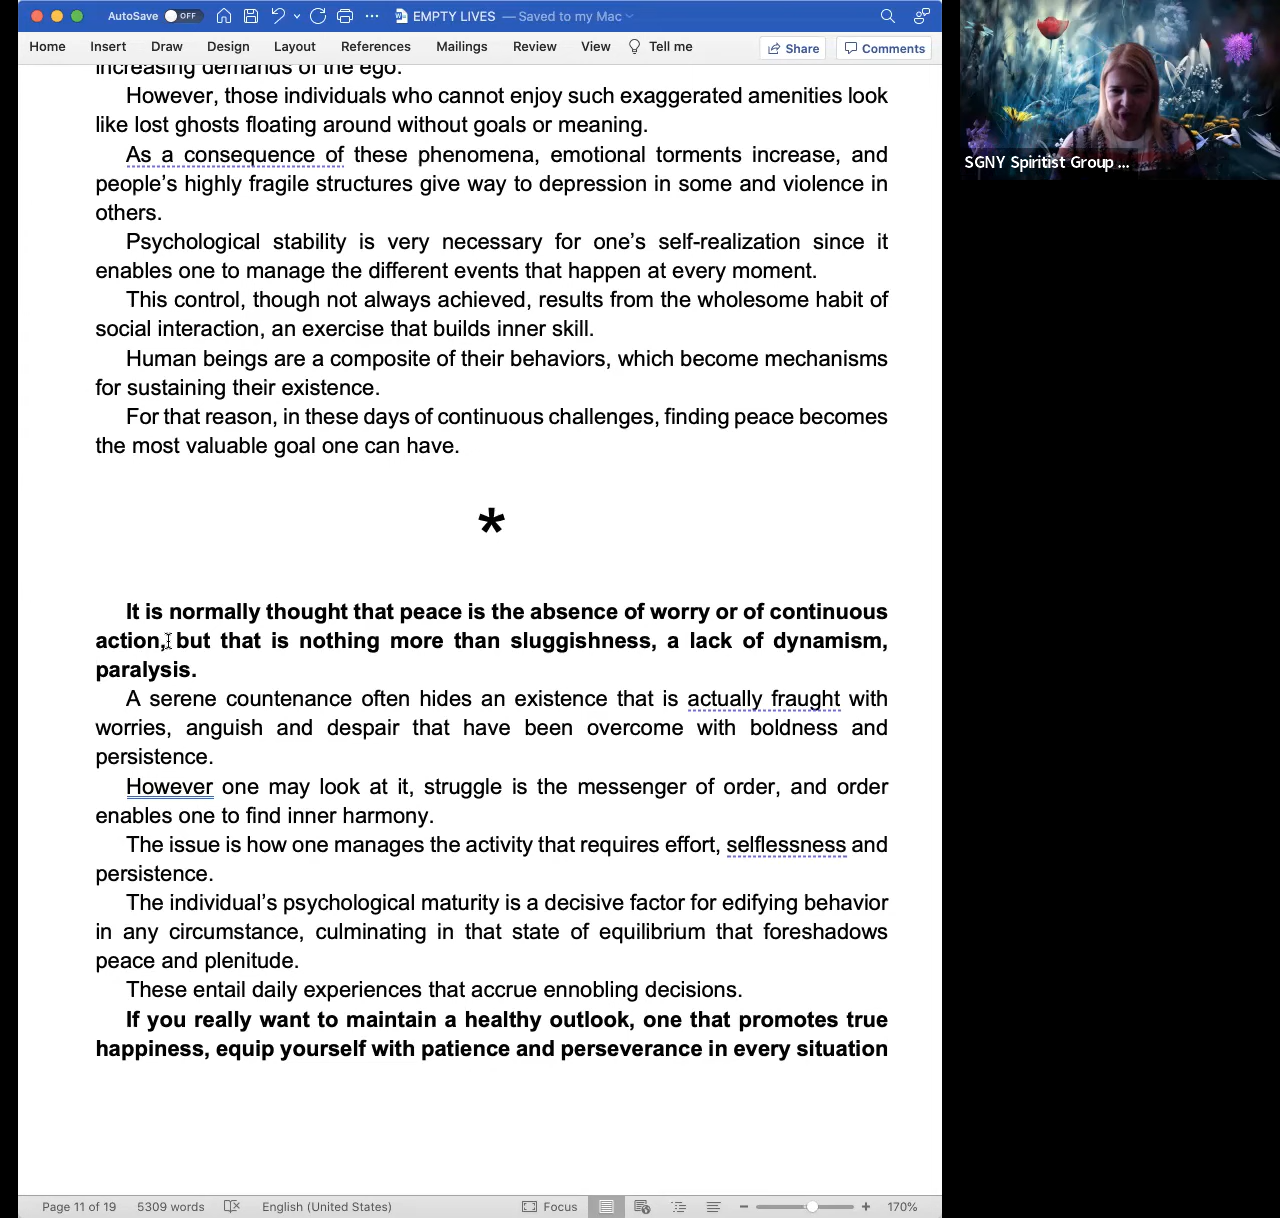 AutoSave OFF EMPTY LIVES — Saved to my Mac
Home Insert Draw Design Layout References Mailings Review View Tell me Share Comments
increasing demands of the ego.
However, those individuals who cannot enjoy such exaggerated amenities look
like lost ghosts floating around without goals or meaning.
As a consequence of these phenomena, emotional torments increase, and
people’s highly fragile structures give way to depression in some and violence in
others.
Psychological stability is very necessary for one’s self-realization since it
enables one to manage the different events that happen at every moment.
This control, though not always achieved, results from the wholesome habit of
social interaction, an exercise that builds inner skill.
Human beings are a composite of their behaviors, which become mechanisms
for sustaining their existence.
For that reason, in these days of continuous challenges, finding peace becomes
the most valuable goal one can have.
*
It is normally thought that peace is the absence of worry or of continuous
action, but that is nothing more than sluggishness, a lack of dynamism,
paralysis.
A serene countenance often hides an existence that is actually fraught with
worries, anguish and despair that have been overcome with boldness and
persistence.
However one may look at it, struggle is the messenger of order, and order
enables one to find inner harmony.
The issue is how one manages the activity that requires effort, selflessness and
persistence.
The individual’s psychological maturity is a decisive factor for edifying behavior
in any circumstance, culminating in that state of equilibrium that foreshadows
peace and plenitude.
These entail daily experiences that accrue ennobling decisions.
If you really want to maintain a healthy outlook, one that promotes true
happiness, equip yourself with patience and perseverance in every situation
Page 11 of 19 5309 words English (United States) Focus 170%
SGNY Spiritist Group ...